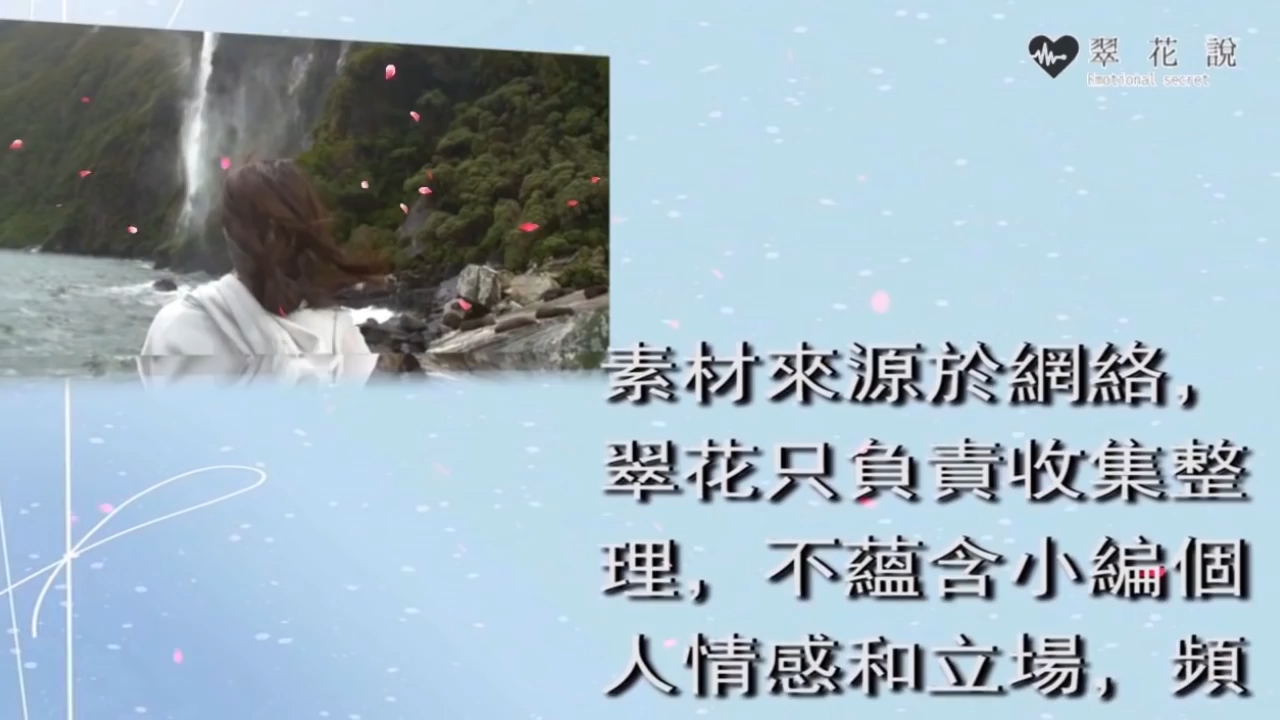 翠花說
Emotional secret
素材來源於網絡，
翠花只負責收集整
理，不蘊含小編個
人情感和立場，頻